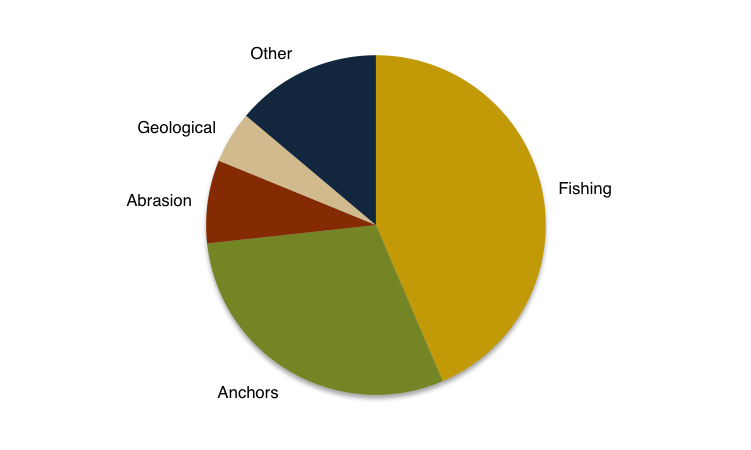 Other
Geological
Fishing
Abrasion
Anchors